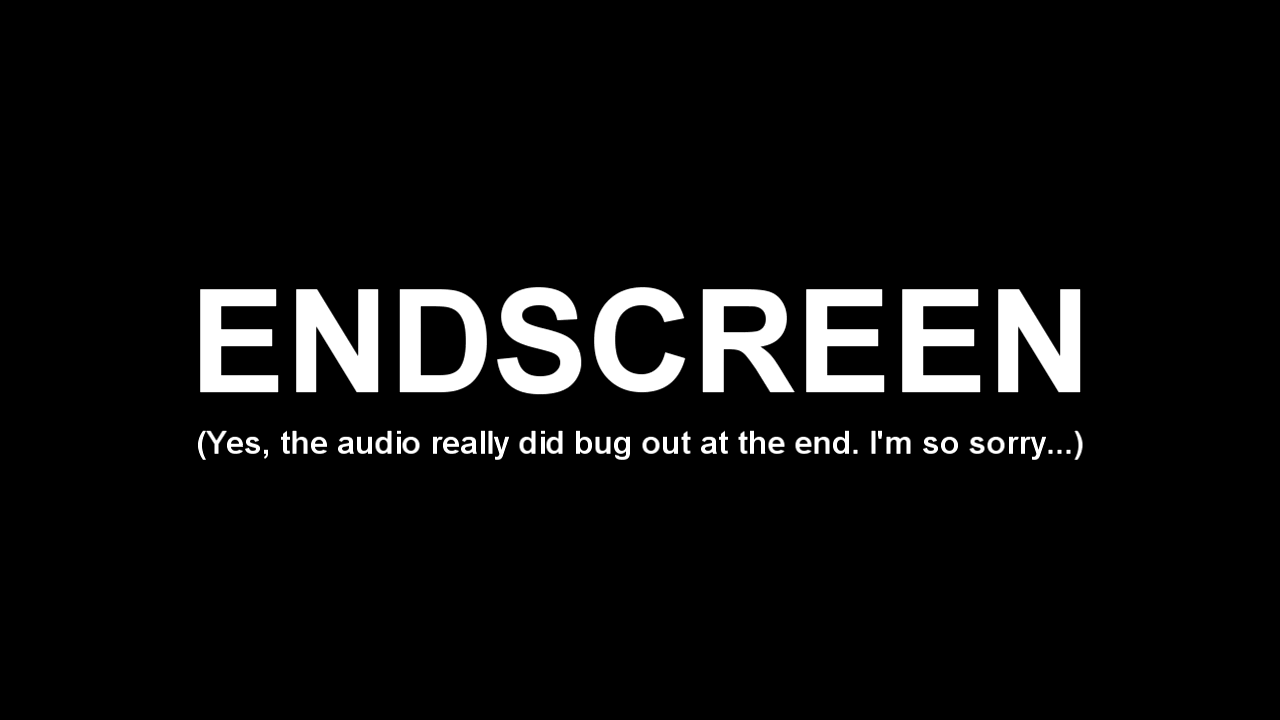 ENDSCREEN
(Yes, the audio really did bug out at the end. I'm so sorry...)